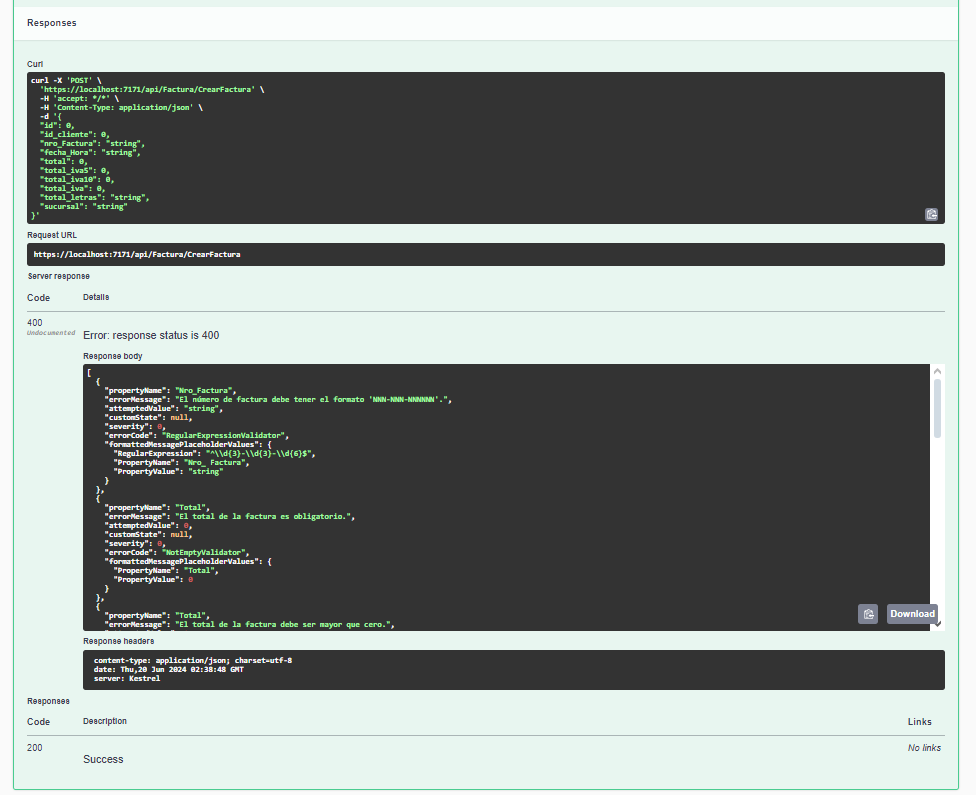 Responses
Curl
curl -X 'POST' \
'https://localhost:7171/api/Factura/CrearFactura' \
-H 'accept: */*' \
-H 'Content-Type: application/json' \
-d '{
"id": 0,
"id_cliente": 0,
"nro_Factura": "string",
"fecha_Hora": "string",
"total": 0,
"total_iva5": 0,
"total_iva10": 0,
"total_iva": 0,
"total_letras": "string",
"sucursal": "string"
}'
Request URL
https://localhost:7171/api/Factura/CrearFactura
Server response
Code Details
400
Undocumented
Error: response status is 400
Response body
[
{
"propertyName": "Nro_Factura",
"errorMessage": "El número de factura debe tener el formato 'NNN-NNN-NNNNNN'.",
"attemptedValue": "string",
"customState": null,
"severity": 0,
"errorCode": "RegularExpressionValidator",
"formattedMessagePlaceholderValues": {
"RegularExpression": "^\\d{3}-\\d{3}-\\d{6}$",
"PropertyName": "Nro_ Factura",
"PropertyValue": "string"
}
},
{
"propertyName": "Total",
"errorMessage": "El total de la factura es obligatorio.",
"attemptedValue": 0,
"customState": null,
"severity": 0,
"errorCode": "NotEmptyValidator",
"formattedMessagePlaceholderValues": {
"PropertyName": "Total",
"PropertyValue": 0
}
},
{
"propertyName": "Total",
"errorMessage": "El total de la factura debe ser mayor que cero.",
Download
Response headers
content-type: application/json; charset=utf-8
date: Thu,20 Jun 2024 02:38:48 GMT
server: Kestrel
Responses
Code Description Links
200 No links
Success